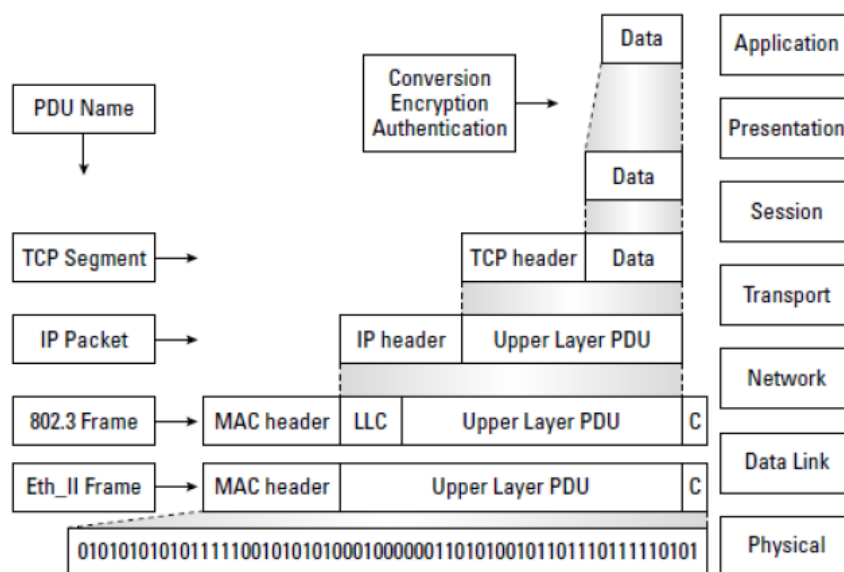 Data
Application
Conversion
Encryption
Authentication
PDU Name
Presentation
Data
Session
TCP Segment
TCP header
Data
Transport
IP Packet
IP header
Upper Layer PDU
Network
802.3 Frame
MAC header
LLC
Upper Layer PDU
C
Data Link
Eth_II Frame
MAC header
Upper Layer PDU
C
Physical